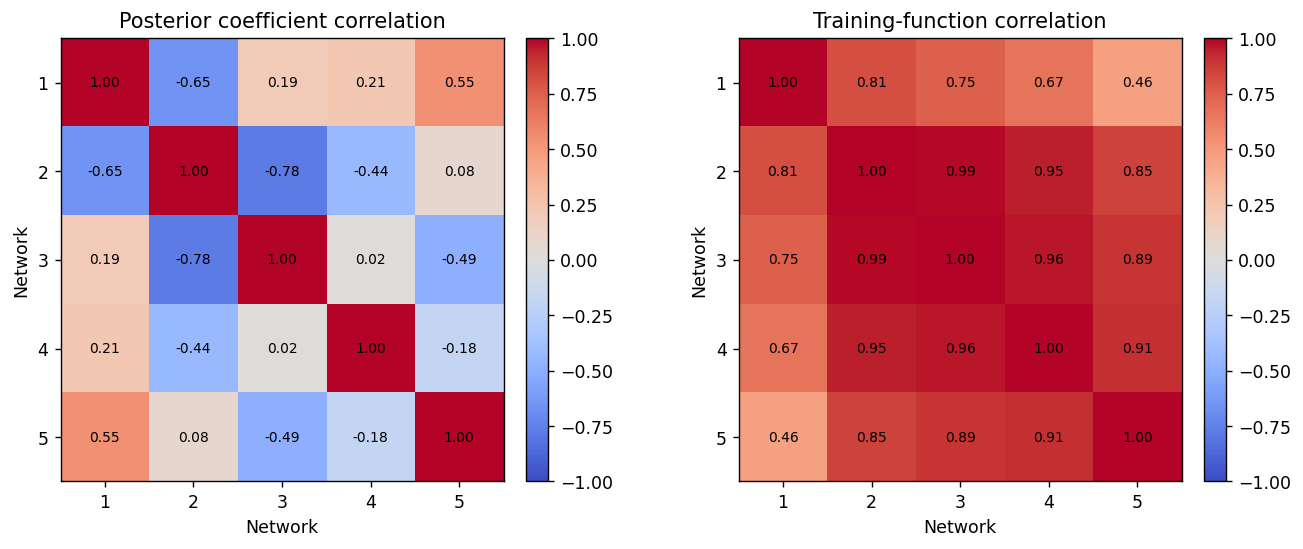 Posterior coefficient correlation
1 1.00 -0.65 0.19 0.21 0.55
2 -0.65 1.00 -0.78 -0.44 0.08
3 0.19 -0.78 1.00 0.02 -0.49
4 0.21 -0.44 0.02 1.00 -0.18
5 0.55 0.08 -0.49 -0.18 1.00
1 2 3 4 5
Network
Network
1.00
0.75
0.50
0.25
0.00
−0.25
−0.50
−0.75
−1.00
Training-function correlation
1 1.00 0.81 0.75 0.67 0.46
2 0.81 1.00 0.99 0.95 0.85
3 0.75 0.99 1.00 0.96 0.89
4 0.67 0.95 0.96 1.00 0.91
5 0.46 0.85 0.89 0.91 1.00
1 2 3 4 5
Network
Network
1.00
0.75
0.50
0.25
0.00
−0.25
−0.50
−0.75
−1.00